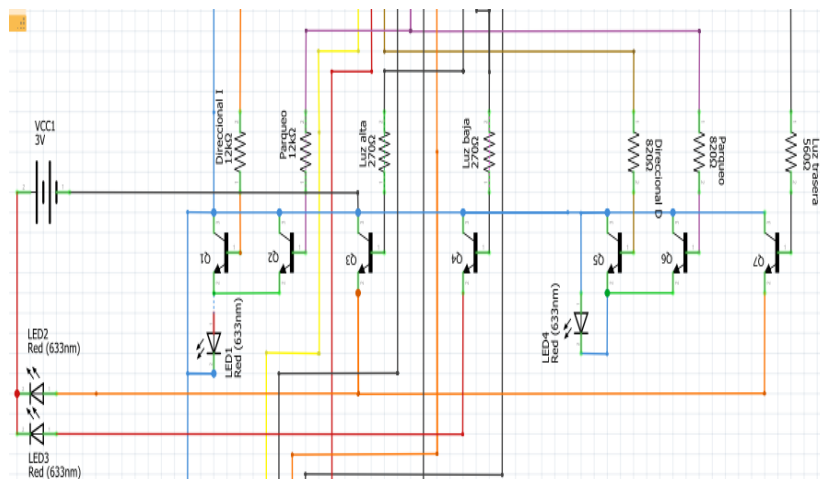 VCC1
3V
Direccional I
12kΩ
Parqueo
12kΩ
Luz alta
270Ω
Luz baja
270Ω
Direccional D
820Ω
Parqueo
820Ω
Luz trasera
560Ω
Q1
Q2
Q3
Q4
Q5
Q6
Q7
LED1
Red (633nm)
LED4
Red (633nm)
LED2
Red (633nm)
LED3
Red (633nm)